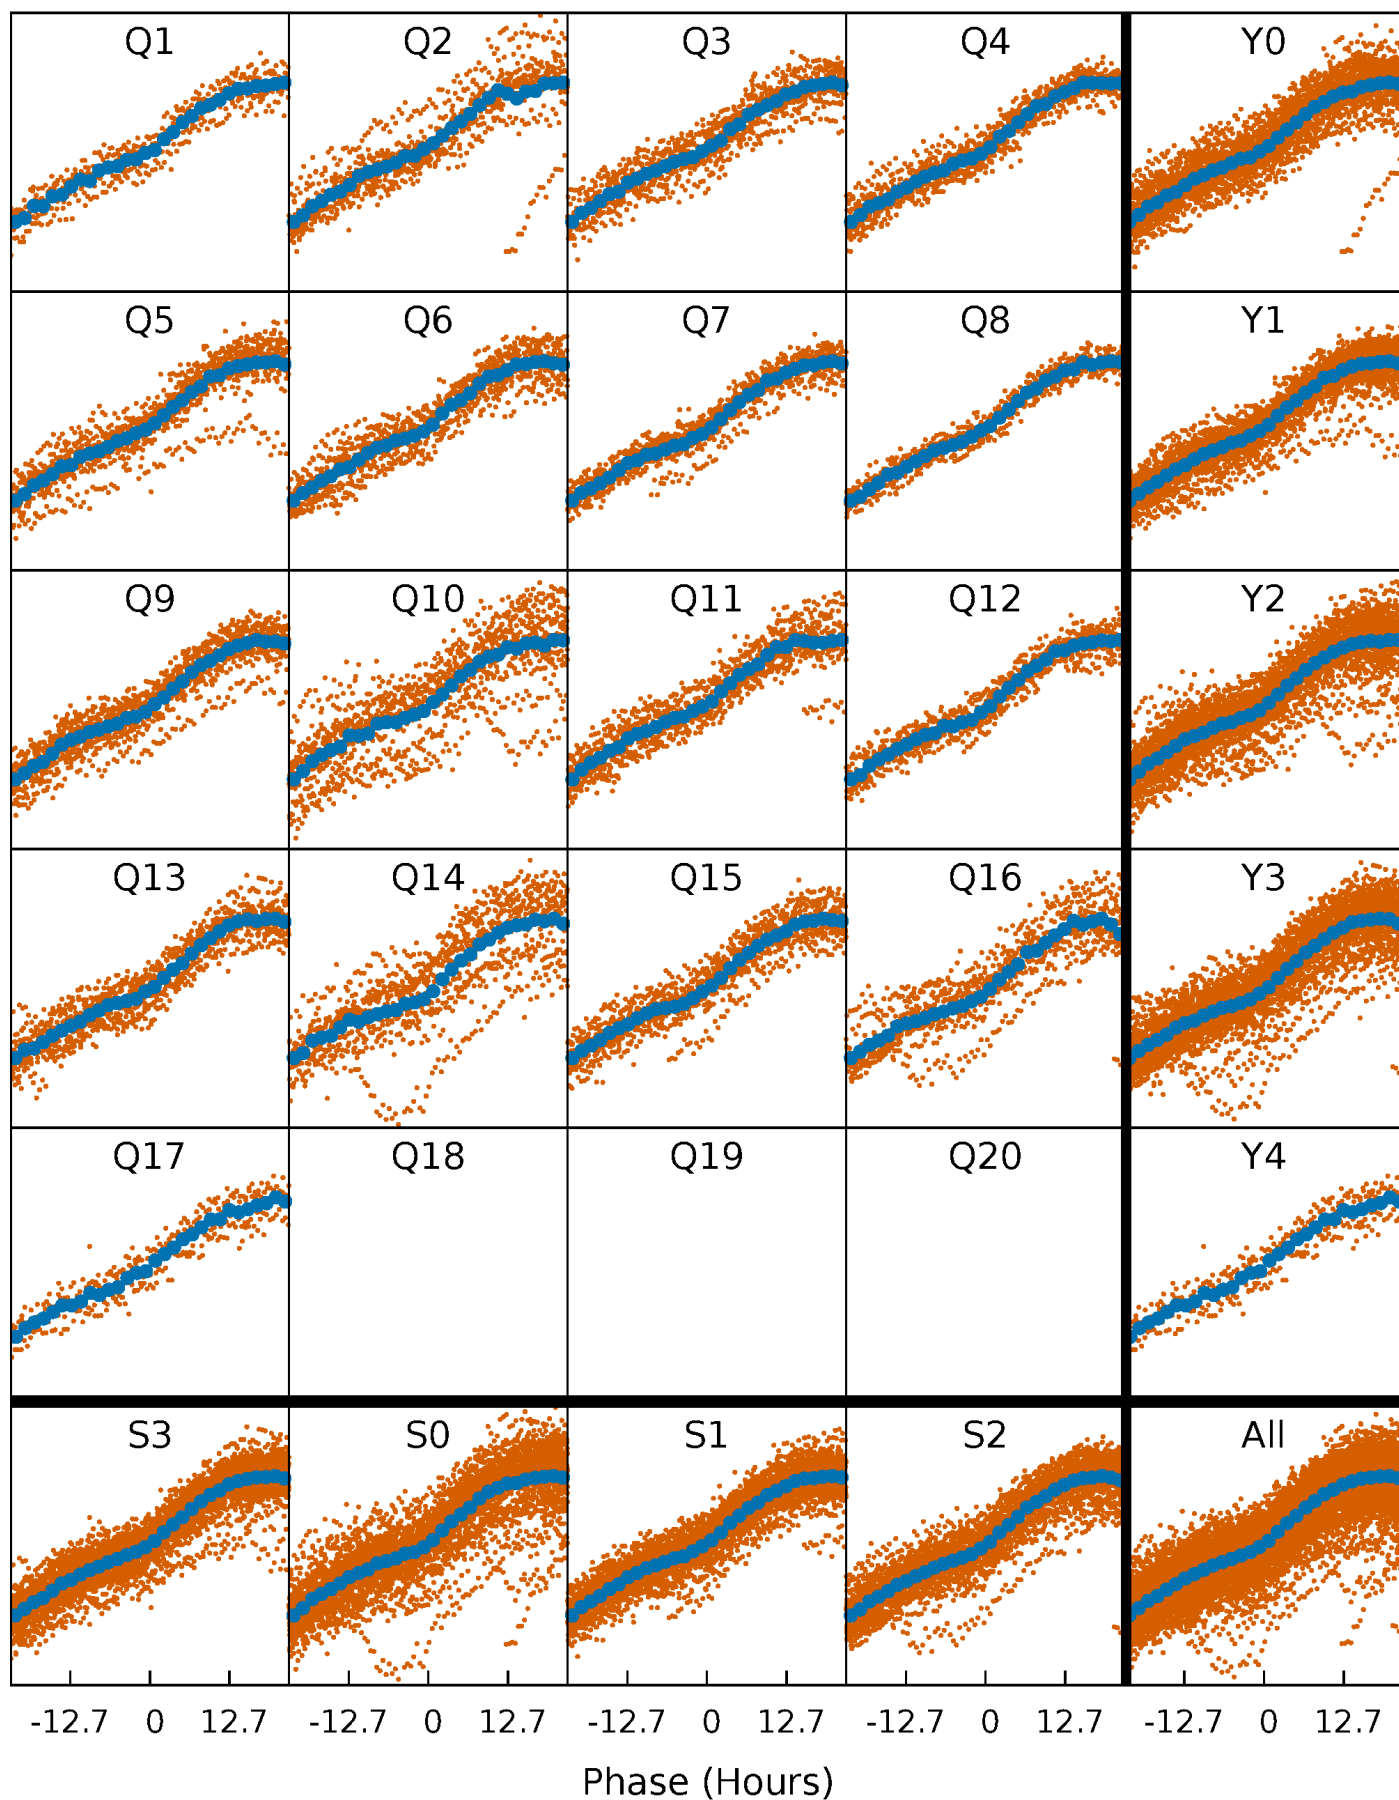 Q1 Q2 Q3 Q4 Y0
Q5 Q6 Q7 Q8 Y1
Q9 Q10 Q11 Q12 Y2
Q13 Q14 Q15 Q16 Y3
Q17 Q18 Q19 Q20 Y4
S3 S0 S1 S2 All
-12.7 0 12.7 -12.7 0 12.7 -12.7 0 12.7 -12.7 0 12.7 -12.7 0 12.7
Phase (Hours)